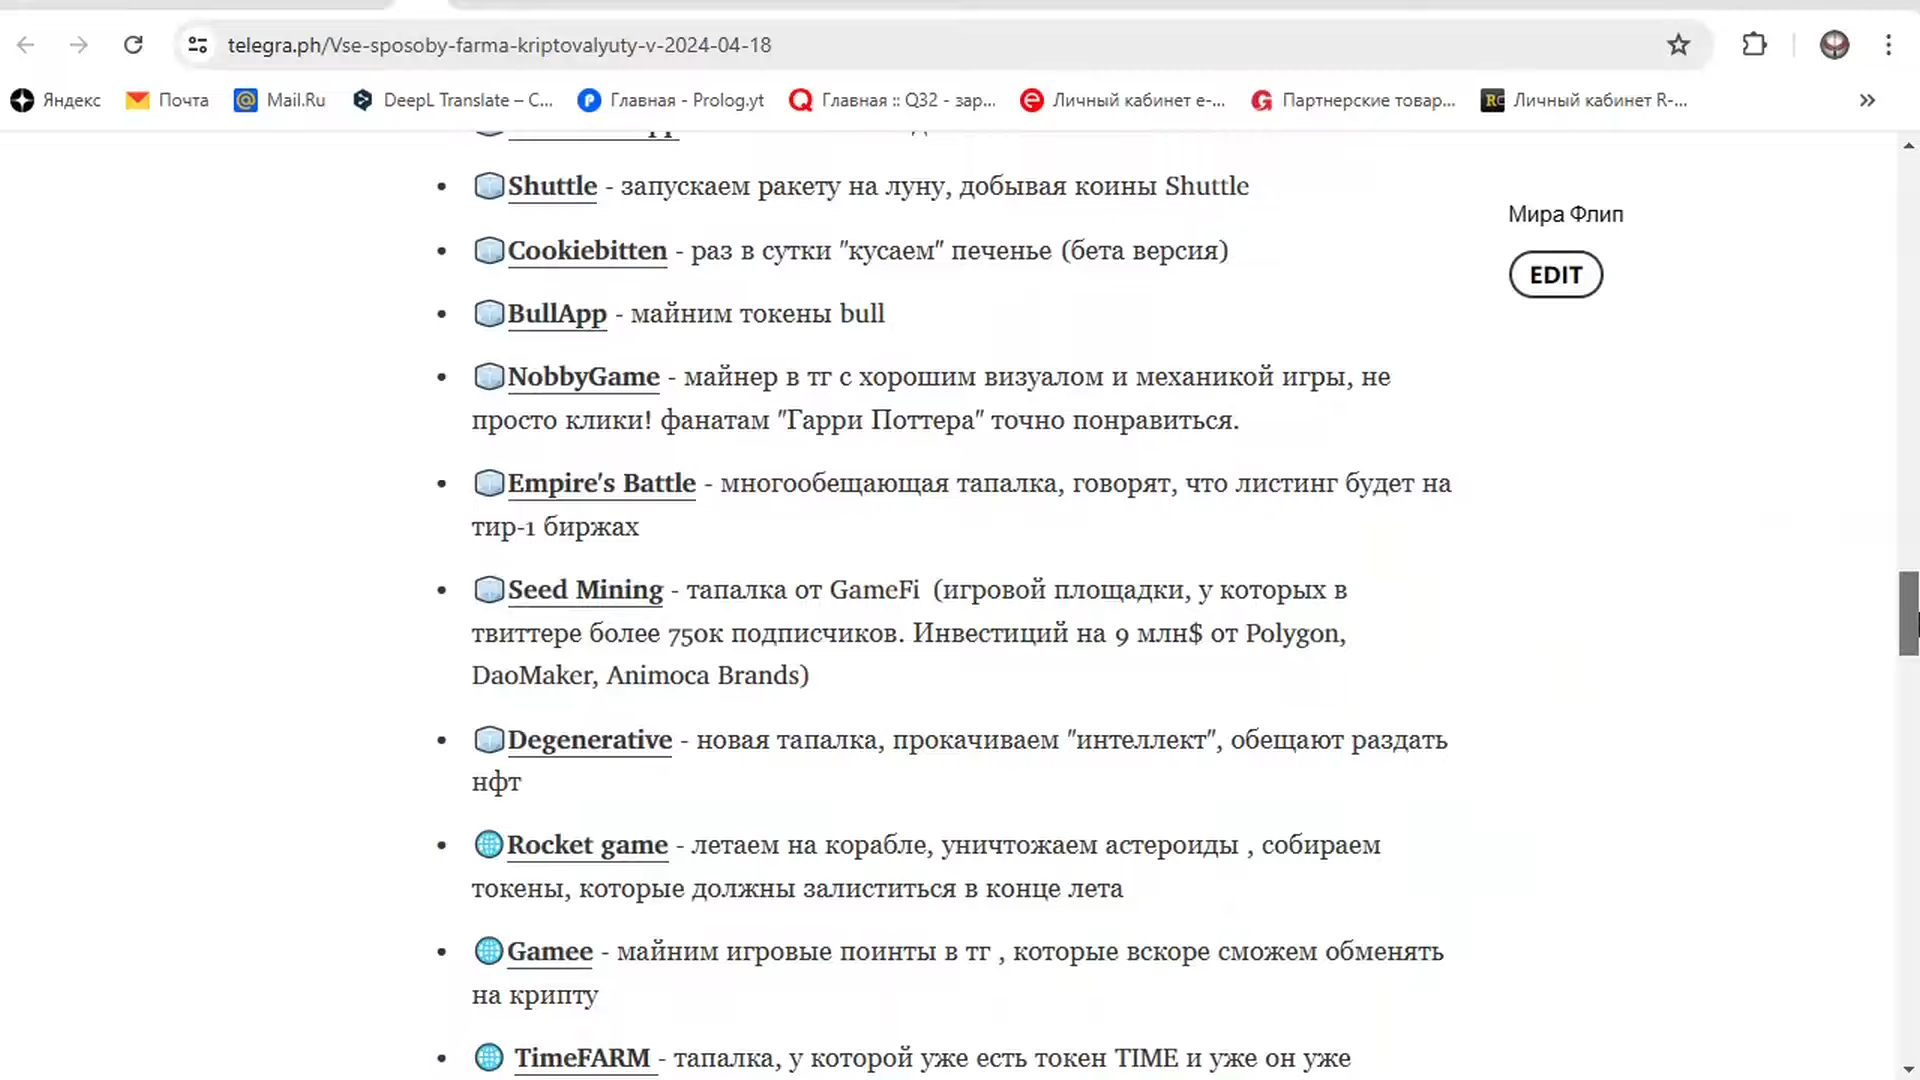 telegra.ph/Vse-sposoby-farma-kriptovalyuty-v-2024-04-18
Яндекс Почта Mail.Ru DeepL Translate – С... Главная - Prolog.yt Главная :: Q32 - зар... Личный кабинет e-... Партнерские товар... Личный кабинет R-...
Shuttle - запускаем ракету на луну, добывая коины Shuttle
Мира Флип
Cookiebitten - раз в сутки "кусаем" печенье (бета версия)
EDIT
BullApp - майним токены bull
NobbyGame - майнер в тг с хорошим визуалом и механикой игры, не
просто клики! фанатам "Гарри Поттера" точно понравиться.
Empire's Battle - многообещающая тапалка, говорят, что листинг будет на
тир-1 биржах
Seed Mining - тапалка от GameFi (игровой площадки, у которых в
твиттере более 750к подписчиков. Инвестиций на 9 млн$ от Polygon,
DaoMaker, Animoca Brands)
Degenerative - новая тапалка, прокачиваем "интеллект", обещают раздать
нфт
Rocket game - летаем на корабле, уничтожаем астероиды , собираем
токены, которые должны залиститься в конце лета
Gamee - майним игровые поинты в тг , которые вскоре сможем обменять
на крипту
TimeFARM - тапалка, у которой уже есть токен TIME и уже он уже